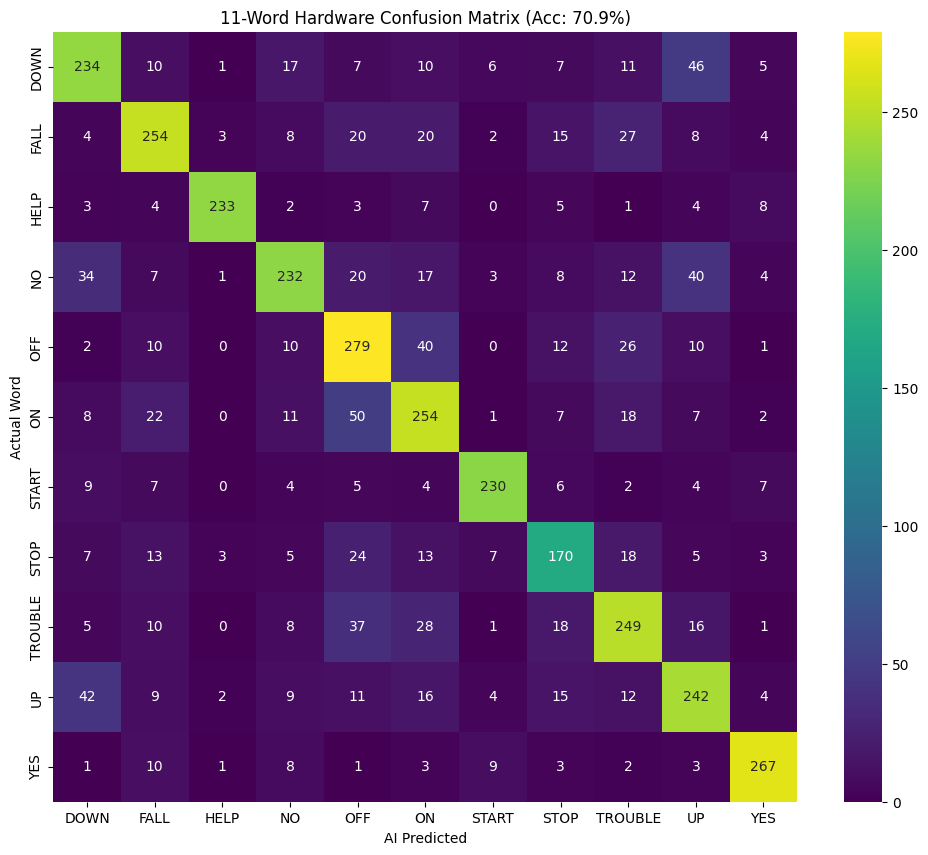 11-Word Hardware Confusion Matrix (Acc: 70.9%)
DOWN 234 10 1 17 7 10 6 7 11 46 5
FALL 4 254 3 8 20 20 2 15 27 8 4
HELP 3 4 233 2 3 7 0 5 1 4 8
NO 34 7 1 232 20 17 3 8 12 40 4
OFF 2 10 0 10 279 40 0 12 26 10 1
ON 8 22 0 11 50 254 1 7 18 7 2
START 9 7 0 4 5 4 230 6 2 4 7
STOP 7 13 3 5 24 13 7 170 18 5 3
TROUBLE 5 10 0 8 37 28 1 18 249 16 1
UP 42 9 2 9 11 16 4 15 12 242 4
YES 1 10 1 8 1 3 9 3 2 3 267
DOWN FALL HELP NO OFF ON START STOP TROUBLE UP YES
AI Predicted
Actual Word
250
200
150
100
50
0